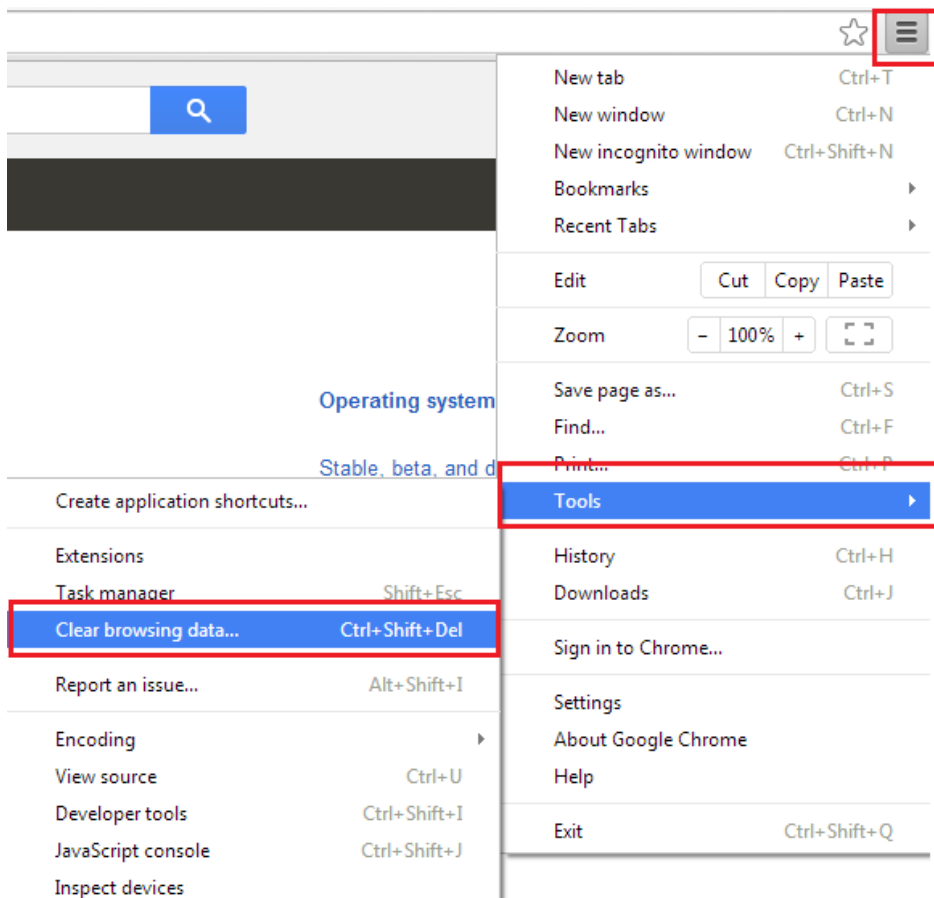 New tab Ctrl+T
New window Ctrl+N
New incognito window Ctrl+Shift+N
Bookmarks
Recent Tabs
Edit Cut Copy Paste
Zoom - 100% +
Save page as... Ctrl+S
Find... Ctrl+F
Print... Ctrl+P
Tools
History Ctrl+H
Downloads Ctrl+J
Sign in to Chrome...
Settings
About Google Chrome
Help
Exit Ctrl+Shift+Q
Operating system
Stable, beta, and d
Create application shortcuts...
Extensions
Task manager Shift+Esc
Clear browsing data... Ctrl+Shift+Del
Report an issue... Alt+Shift+I
Encoding
View source Ctrl+U
Developer tools Ctrl+Shift+I
JavaScript console Ctrl+Shift+J
Inspect devices